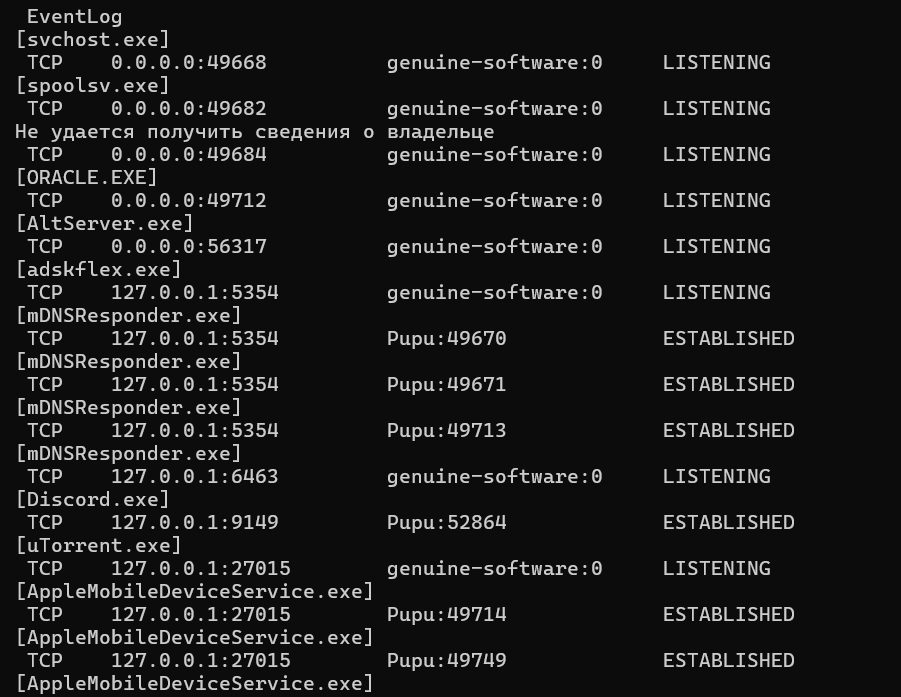 EventLog
[svchost.exe]
TCP    0.0.0.0:49668          genuine-software:0     LISTENING
[spoolsv.exe]
TCP    0.0.0.0:49682          genuine-software:0     LISTENING
Не удается получить сведения о владельце
TCP    0.0.0.0:49684          genuine-software:0     LISTENING
[ORACLE.EXE]
TCP    0.0.0.0:49712          genuine-software:0     LISTENING
[AltServer.exe]
TCP    0.0.0.0:56317          genuine-software:0     LISTENING
[adskflex.exe]
TCP    127.0.0.1:5354         genuine-software:0     LISTENING
[mDNSResponder.exe]
TCP    127.0.0.1:5354         Pupu:49670             ESTABLISHED
[mDNSResponder.exe]
TCP    127.0.0.1:5354         Pupu:49671             ESTABLISHED
[mDNSResponder.exe]
TCP    127.0.0.1:5354         Pupu:49713             ESTABLISHED
[mDNSResponder.exe]
TCP    127.0.0.1:6463         genuine-software:0     LISTENING
[Discord.exe]
TCP    127.0.0.1:9149         Pupu:52864             ESTABLISHED
[uTorrent.exe]
TCP    127.0.0.1:27015        genuine-software:0     LISTENING
[AppleMobileDeviceService.exe]
TCP    127.0.0.1:27015        Pupu:49714             ESTABLISHED
[AppleMobileDeviceService.exe]
TCP    127.0.0.1:27015        Pupu:49749             ESTABLISHED
[AppleMobileDeviceService.exe]